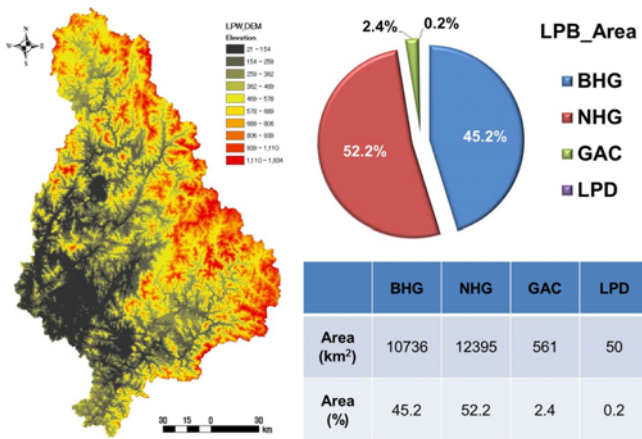 N
W E
S
LPW_DEM
Elevation
21 - 154
154 - 259
259 - 362
362 - 469
469 - 578
578 - 689
689 - 806
806 - 939
939 - 1,110
1,110 - 1,634
30 15 0 30
km
2.4%
0.2%
52.2%
45.2%
LPB_Area
BHG
NHG
GAC
LPD
BHG NHG GAC LPD
Area (km²) 10736 12395 561 50
Area (%) 45.2 52.2 2.4 0.2